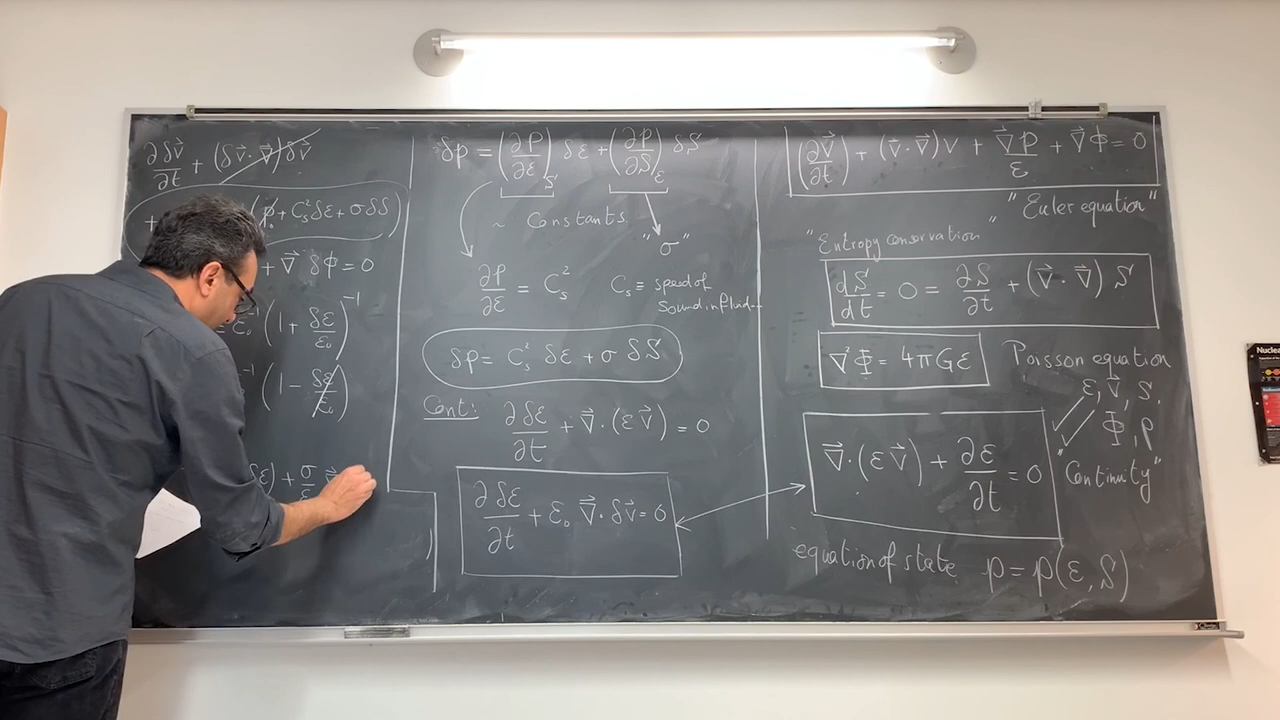 ∂δv⃗/∂t + (δv⃗·∇⃗)δv⃗
+ (p₀ + C_s² δε + σ δS)
+ ∇⃗ δΦ = 0
ε₀⁻¹ (1 + δε/ε₀)⁻¹
⁻¹ (1 − δε/ε₀)
δε) + σ/ε
δp = (∂P/∂ε)_S δε + (∂P/∂S)_ε δS
~ Constants.
"σ"
∂P/∂ε = C_s²
C_s ≡ speed of
Sound in fluid
δp = C_s² δε + σ δS
Cont: ∂δε/∂t + ∇⃗·(εv⃗) = 0
∂δε/∂t + ε₀ ∇⃗·δv⃗ = 0
(∂v⃗/∂t) + (v⃗·∇⃗)v + ∇⃗p/ε + ∇⃗Φ = 0
"Euler equation"
"Entropy conservation
dS/dt = 0 = ∂S/∂t + (v⃗·∇⃗) S
∇²Φ = 4πGε
Poisson equation
ε, v⃗, S.
Φ, p
∇⃗·(εv⃗) + ∂ε/∂t = 0
"Continuity"
equation of state p = p(ε, S)
Nuclea